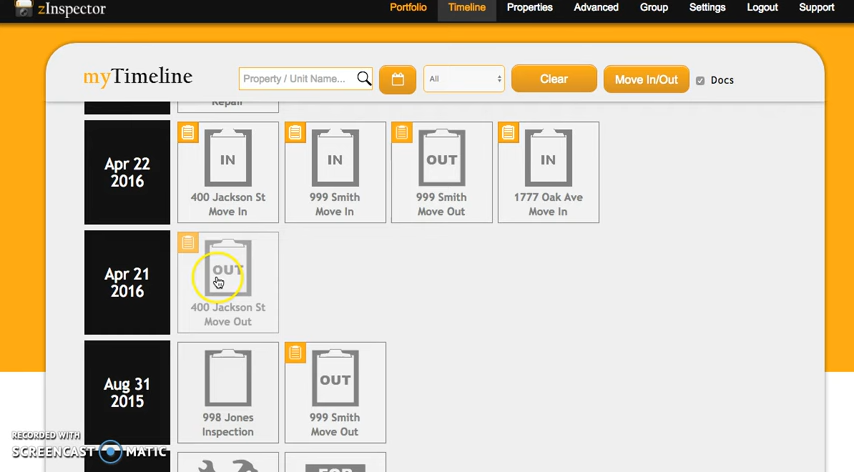 zInspector
Portfolio Timeline Properties Advanced Group Settings Logout Support
myTimeline
Property / Unit Name...
All
Clear
Move In/Out
Docs
Repair
Apr 22
2016
IN
400 Jackson St
Move In
IN
999 Smith
Move In
OUT
999 Smith
Move Out
IN
1777 Oak Ave
Move In
Apr 21
2016
OUT
400 Jackson St
Move Out
Aug 31
2015
998 Jones
Inspection
OUT
999 Smith
Move Out
FOR
RECORDED WITH
SCREENCAST MATIC